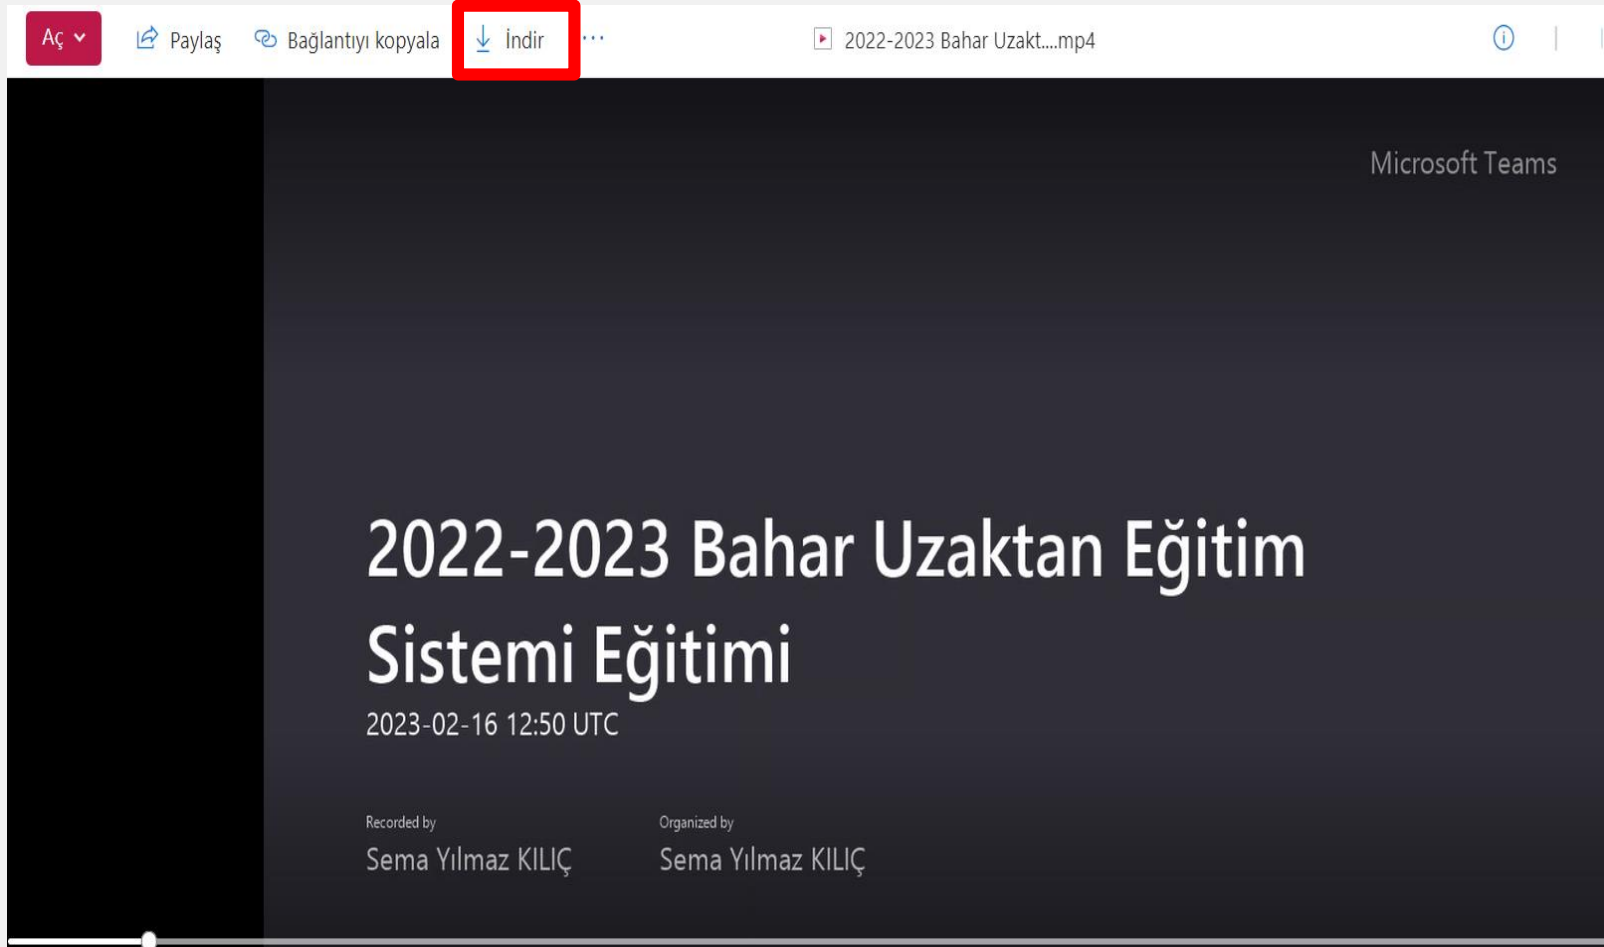 Aç Paylaş Bağlantıyı kopyala İndir ... 2022-2023 Bahar Uzakt....mp4
Microsoft Teams
2022-2023 Bahar Uzaktan Eğitim
Sistemi Eğitimi
2023-02-16 12:50 UTC
Recorded by Organized by
Sema Yılmaz KILIÇ Sema Yılmaz KILIÇ